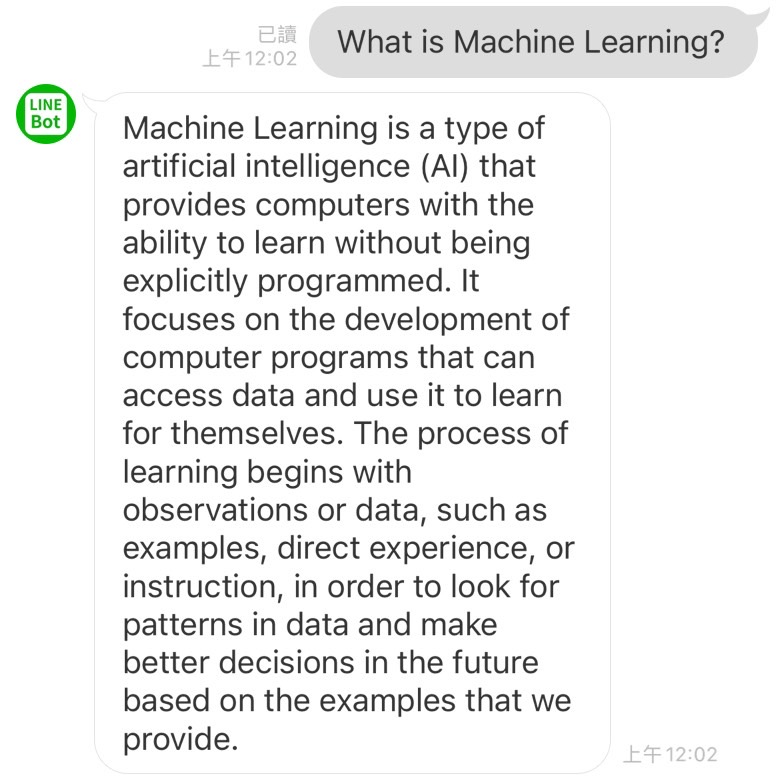 已讀
上午12:02
What is Machine Learning?
LINE
Bot
Machine Learning is a type of
artificial intelligence (AI) that
provides computers with the
ability to learn without being
explicitly programmed. It
focuses on the development of
computer programs that can
access data and use it to learn
for themselves. The process of
learning begins with
observations or data, such as
examples, direct experience, or
instruction, in order to look for
patterns in data and make
better decisions in the future
based on the examples that we
provide.
上午12:02